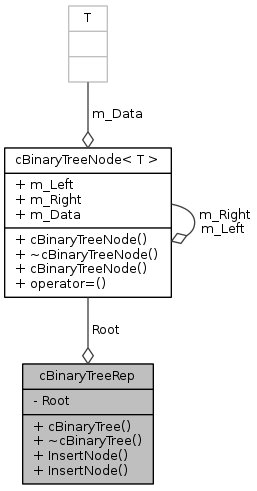 T
m_Data
cBinaryTreeNode< T >
+ m_Left
+ m_Right
+ m_Data
+ cBinaryTreeNode()
+ ~cBinaryTreeNode()
+ cBinaryTreeNode()
+ operator=()
m_Right
m_Left
Root
cBinaryTreeRep
- Root
+ cBinaryTree()
+ ~cBinaryTree()
+ InsertNode()
+ InsertNode()